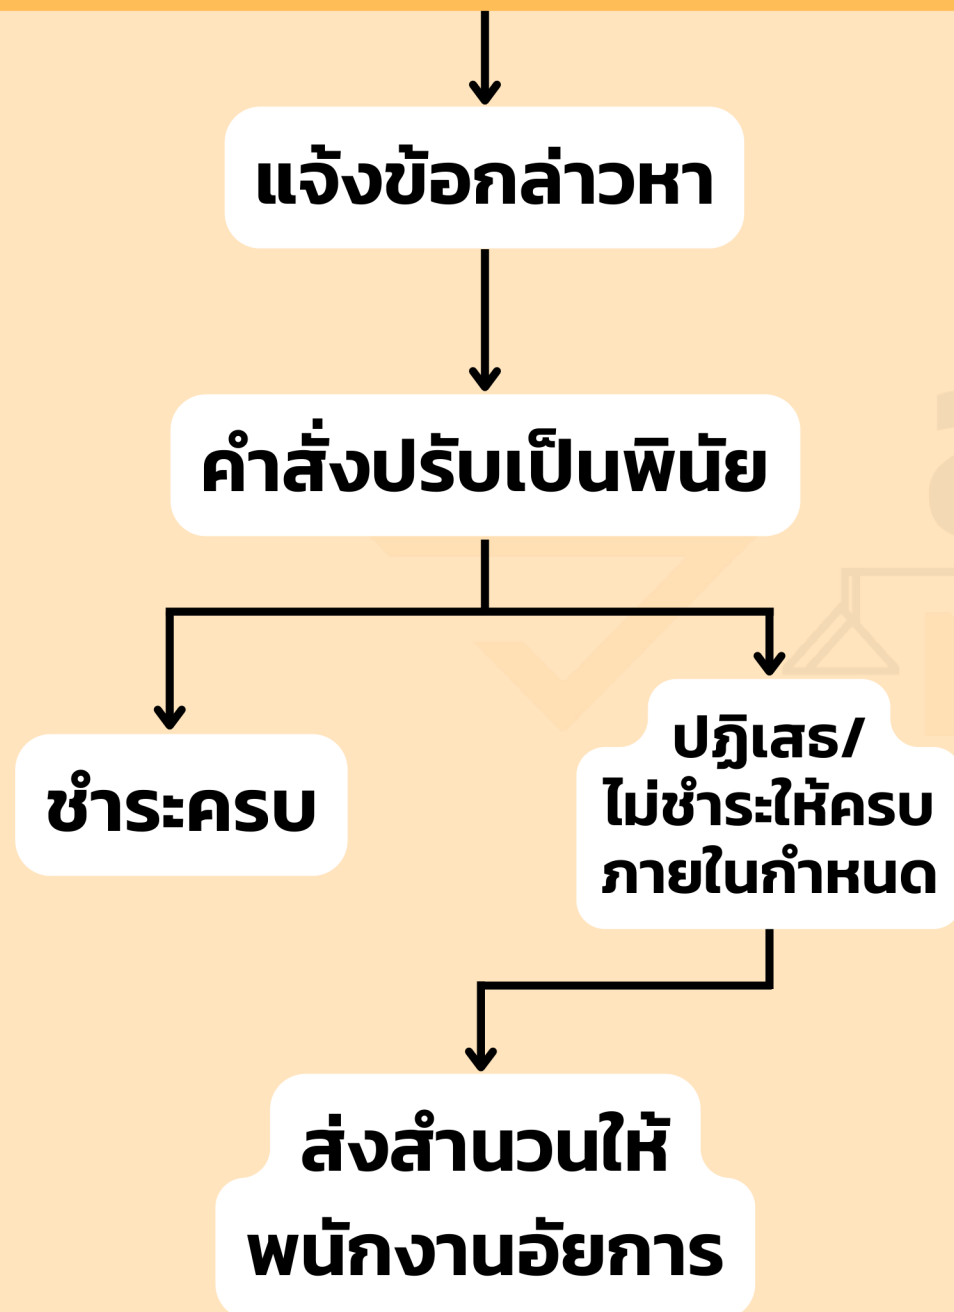 แจ้งข้อกล่าวหา
คำสั่งปรับเป็นพินัย
ชำระครบ
ปฏิเสธ/
ไม่ชำระให้ครบ
ภายในกำหนด
ส่งสำนวนให้
พนักงานอัยการ